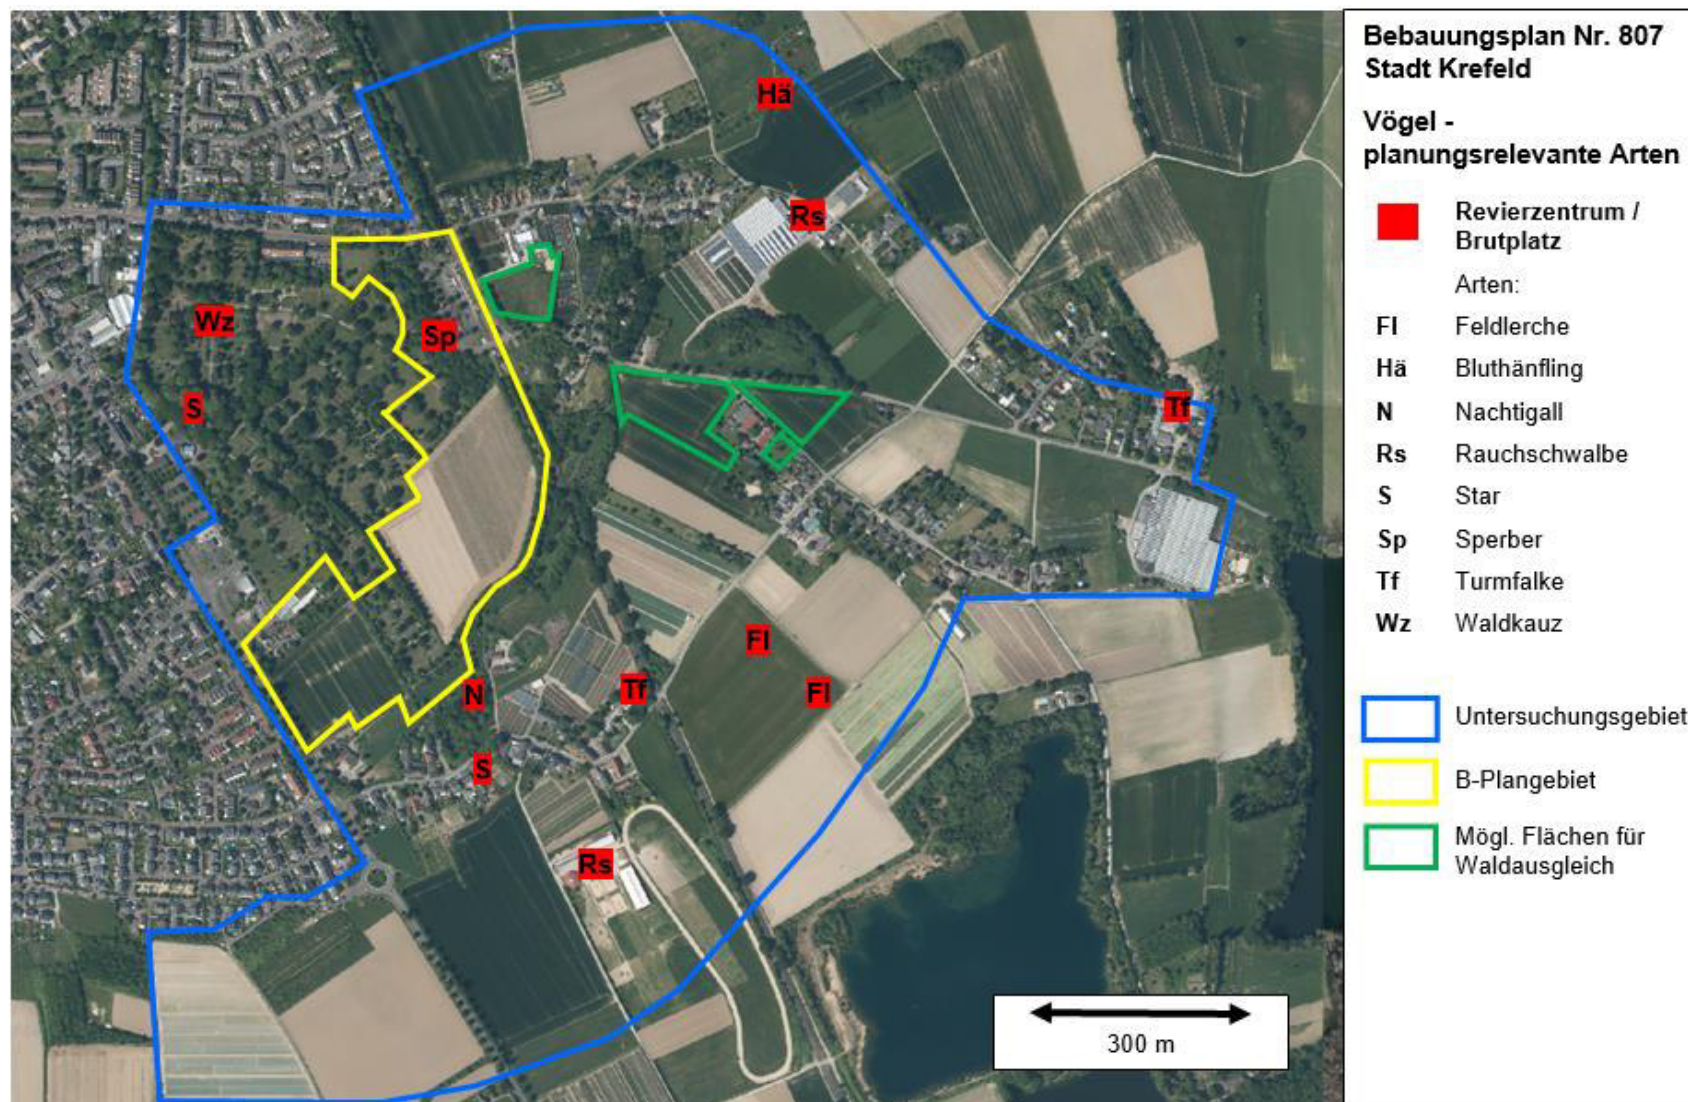 Bebauungsplan Nr. 807
Stadt Krefeld
Vögel -
planungsrelevante Arten
Revierzentrum /
Brutplatz
Arten:
Fl Feldlerche
Hä Bluthänfling
N Nachtigall
Rs Rauchschwalbe
S Star
Sp Sperber
Tf Turmfalke
Wz Waldkauz
Untersuchungsgebiet
B-Plangebiet
Mögl. Flächen für
Waldausgleich
Hä
Rs
Wz
Sp
S
Tf
Fl
Fl
N
Tf
S
Rs
300 m